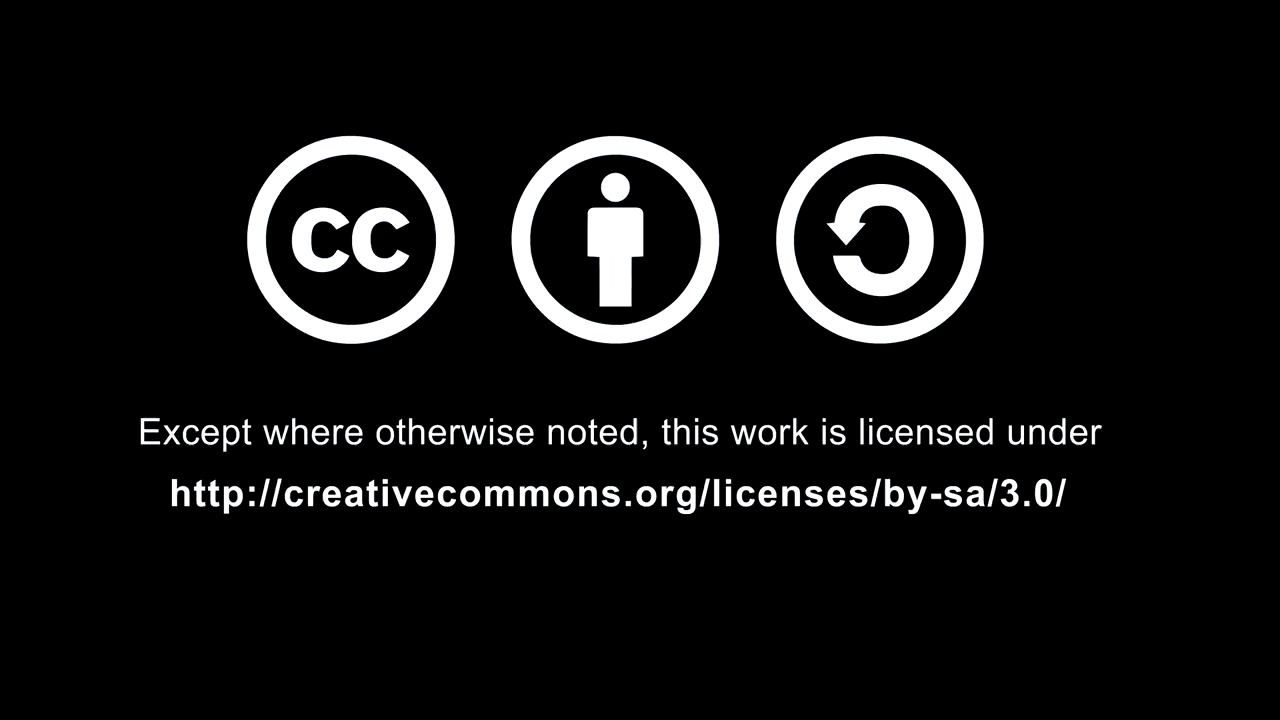 cc
Except where otherwise noted, this work is licensed under
http://creativecommons.org/licenses/by-sa/3.0/